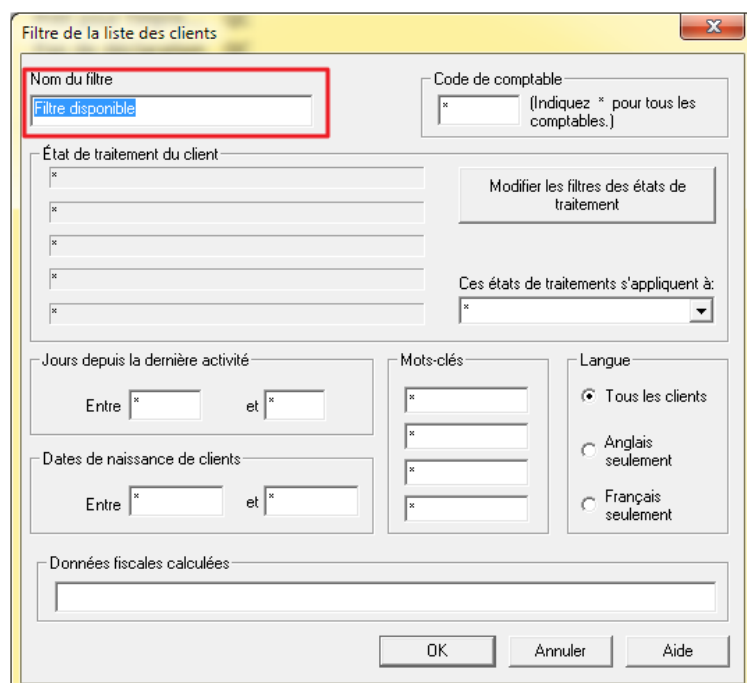 Filtre de la liste des clients
Nom du filtre
Filtre disponible
Code de comptable
* (Indiquez * pour tous les
comptables.)
État de traitement du client
*
*
*
*
*
Modifier les filtres des états de
traitement
Ces états de traitements s'appliquent à:
*
Jours depuis la dernière activité
Entre * et *
Dates de naissance de clients
Entre * et *
Mots-clés
*
*
*
*
Langue
Tous les clients
Anglais
seulement
Français
seulement
Données fiscales calculées
OK
Annuler
Aide